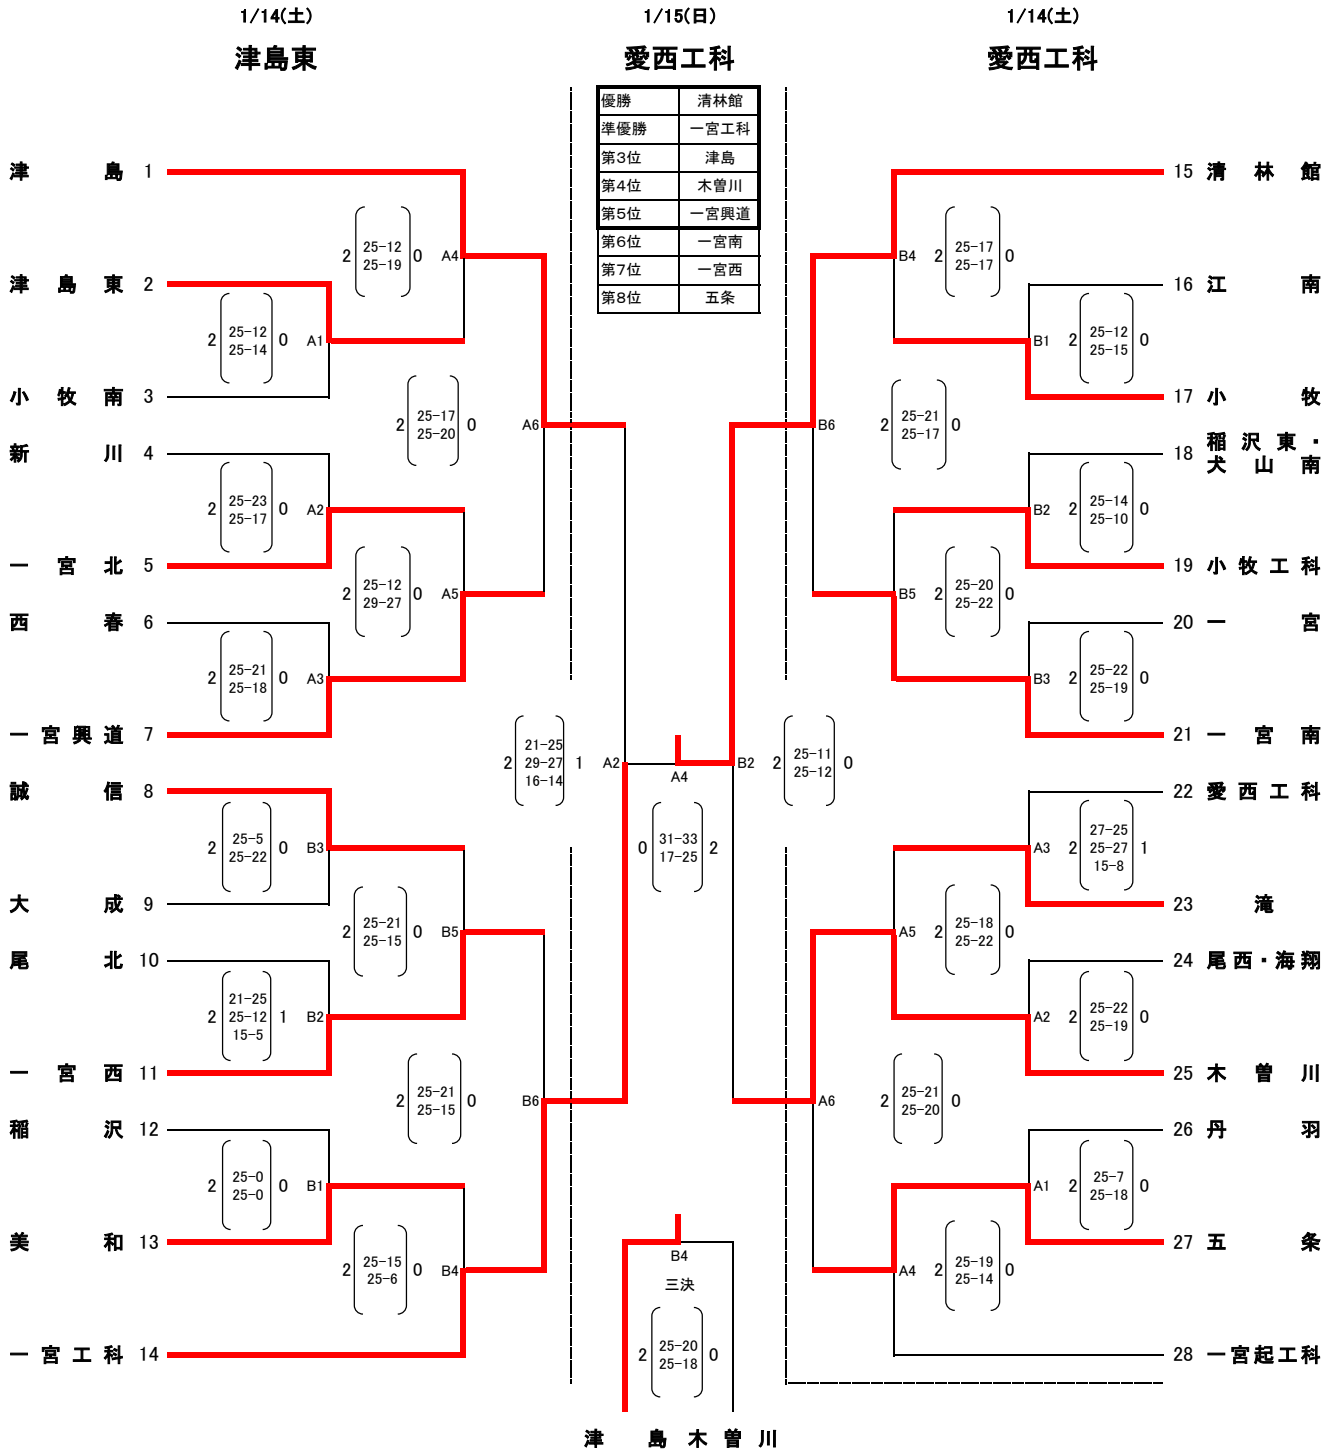 1/14(土)
1/15(日)
1/14(土)
津島東
愛西工科
愛西工科
優勝 清林館
準優勝 一宮工科
第3位 津島
第4位 木曽川
第5位 一宮興道
第6位 一宮南
第7位 一宮西
第8位 五条
津島 1
2 25-12 0 A4
25-19
津島東 2
2 25-12 0 A1
25-14
小牧南 3
2 25-17 0 A6
25-20
新川 4
2 25-23 0 A2
25-17
一宮北 5
2 25-12 0 A5
29-27
西春 6
2 25-21 0 A3
25-18
一宮興道 7
誠信 8
2 25-5 0 B3
25-22
大成 9
2 25-21 0 B5
25-15
尾北 10
21-25
2 25-12 1 B2
15-5
一宮西 11
2 25-21 0 B6
25-15
稲沢 12
2 25-0 0 B1
25-0
美和 13
2 25-15 0 B4
25-6
一宮工科 14
21-25
2 29-27 1 A2
16-14
A4
0 31-33 2
17-25
B2 2 25-11 0
25-12
B4
三決
2 25-20 0
25-18
津島 木曽川
15 清林館
B4 2 25-17 0
25-17
16 江南
B1 2 25-12 0
25-15
17 小牧
B6 2 25-21 0
25-17
18 稲沢東・
犬山南
B2 2 25-14 0
25-10
19 小牧工科
B5 2 25-20 0
25-22
20 一宮
B3 2 25-22 0
25-19
21 一宮南
22 愛西工科
27-25
A3 2 25-27 1
15-8
23 滝
A5 2 25-18 0
25-22
24 尾西・海翔
A2 2 25-22 0
25-19
25 木曽川
A6 2 25-21 0
25-20
26 丹羽
A1 2 25-7 0
25-18
27 五条
A4 2 25-19 0
25-14
28 一宮起工科